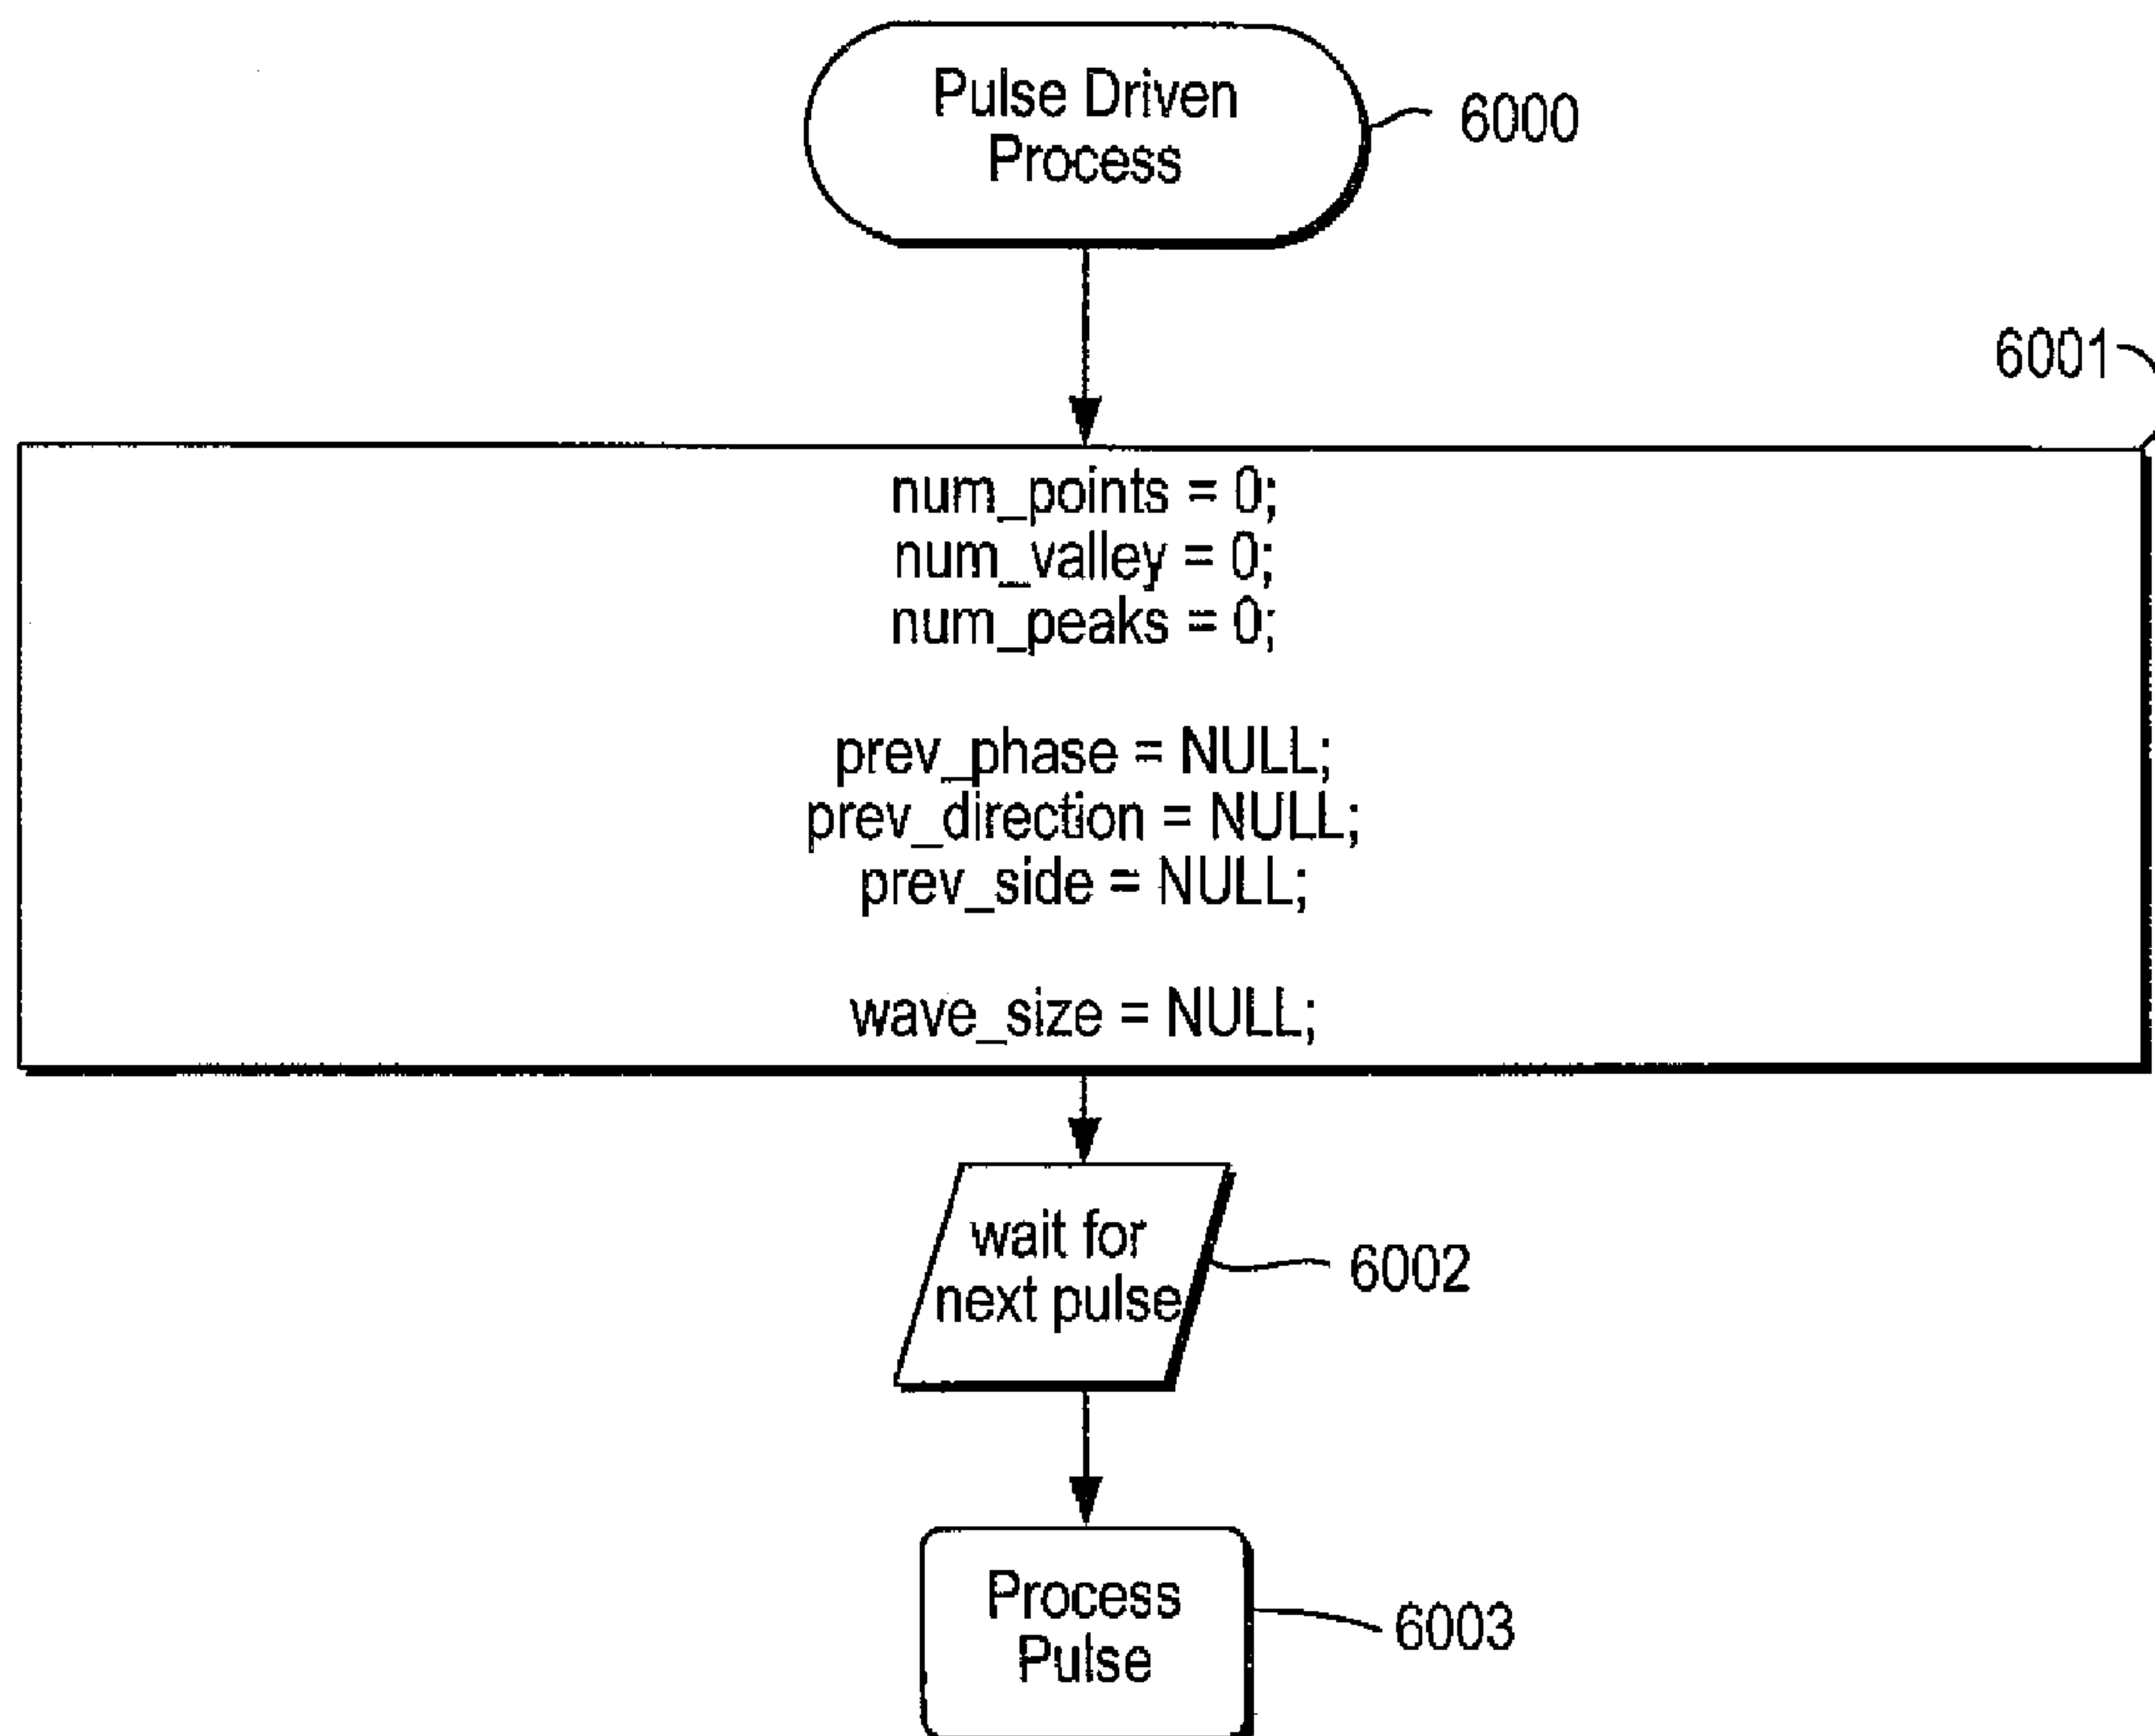 Pulse Driven
Process
6000
6001
num_points = 0;
num_valley = 0;
num_peaks = 0;
prev_phase = NULL;
prev_direction = NULL;
prev_side = NULL;
wave_size = NULL;
wait for
next pulse
6002
Process
Pulse
6003